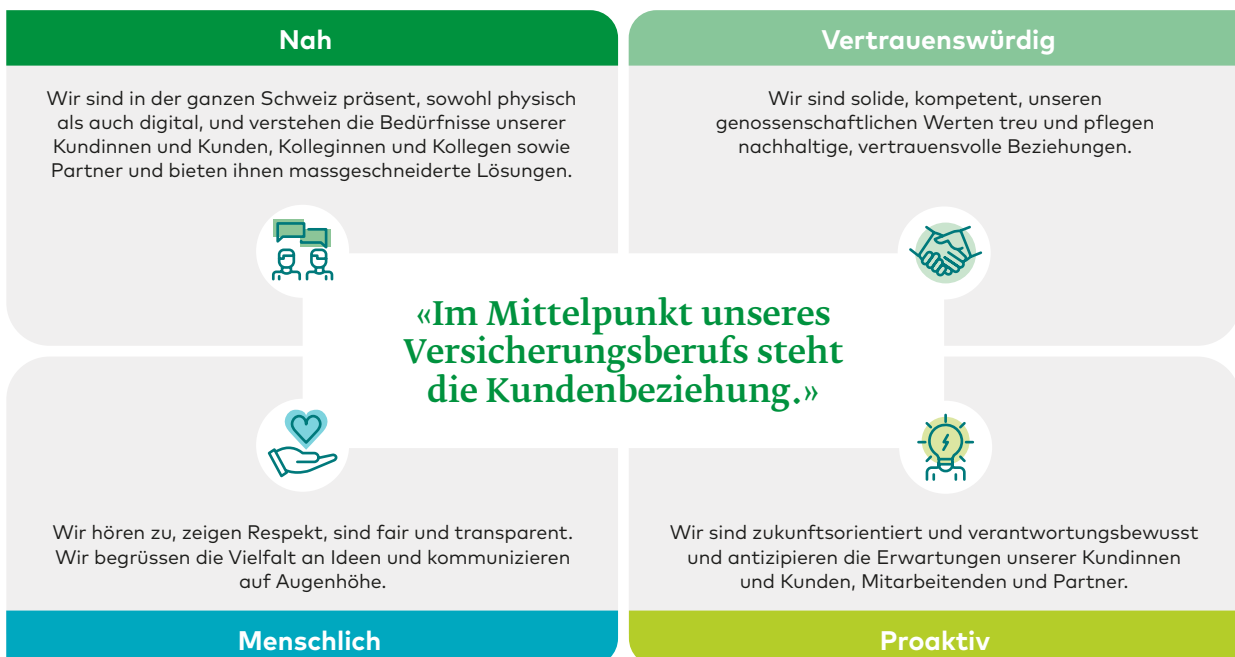 Nah
Wir sind in der ganzen Schweiz präsent, sowohl physisch
als auch digital, und verstehen die Bedürfnisse unserer
Kundinnen und Kunden, Kolleginnen und Kollegen sowie
Partner und bieten ihnen massgeschneiderte Lösungen.
Vertrauenswürdig
Wir sind solide, kompetent, unseren
genossenschaftlichen Werten treu und pflegen
nachhaltige, vertrauensvolle Beziehungen.
«Im Mittelpunkt unseres
Versicherungsberufs steht
die Kundenbeziehung.»
Wir hören zu, zeigen Respekt, sind fair und transparent.
Wir begrüssen die Vielfalt an Ideen und kommunizieren
auf Augenhöhe.
Menschlich
Wir sind zukunftsorientiert und verantwortungsbewusst
und antizipieren die Erwartungen unserer Kundinnen
und Kunden, Mitarbeitenden und Partner.
Proaktiv